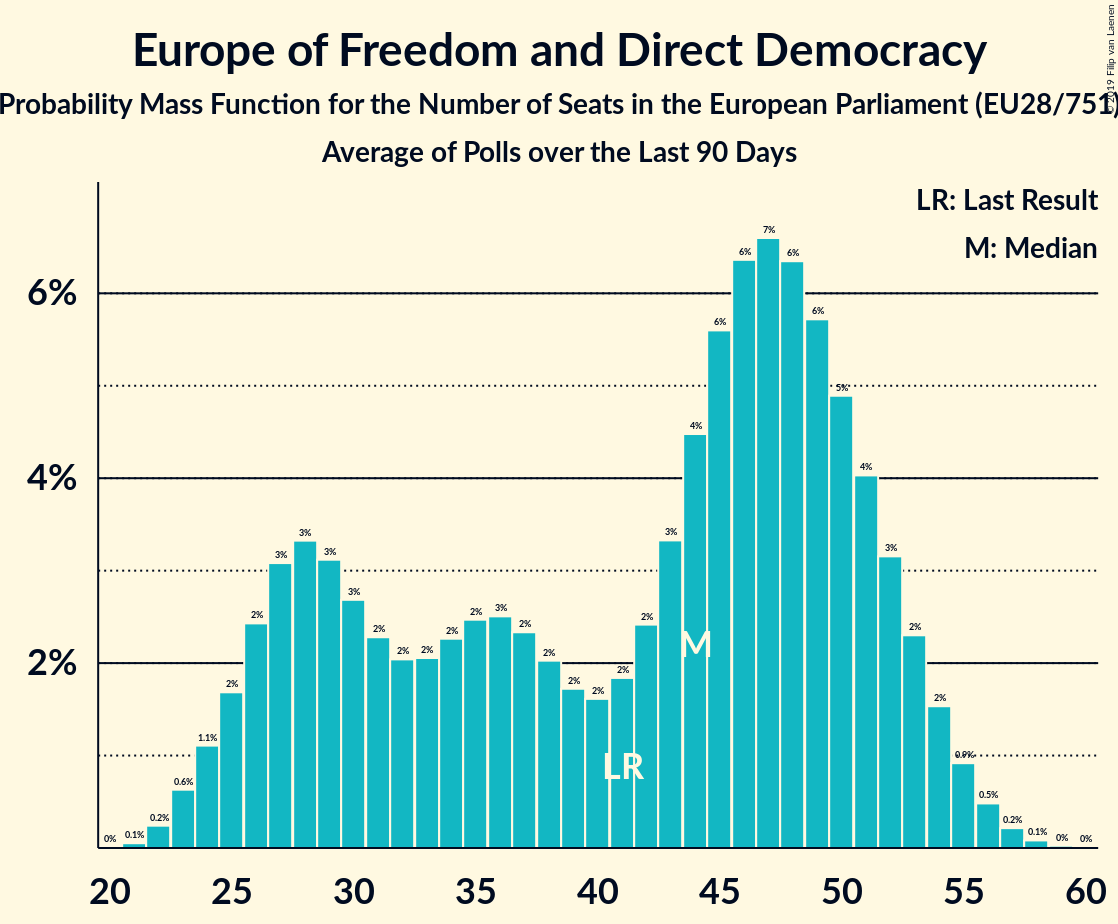 Europe of Freedom and Direct Democracy
Probability Mass Function for the Number of Seats in the European Parliament (EU28/751)
Average of Polls over the Last 90 Days
© 2019 Filip van Laenen
LR: Last Result
M: Median
6%
4%
2%
0% 0.1% 0.2% 0.6% 1.1% 2% 2% 3% 3% 3% 3% 2% 2% 2% 2% 2% 3% 2% 2% 2% 2% 2% 2% 3% 4% 6% 6% 7% 6% 6% 5% 4% 3% 2% 2% 0.9% 0.5% 0.2% 0.1% 0% 0%
M
LR
20 25 30 35 40 45 50 55 60